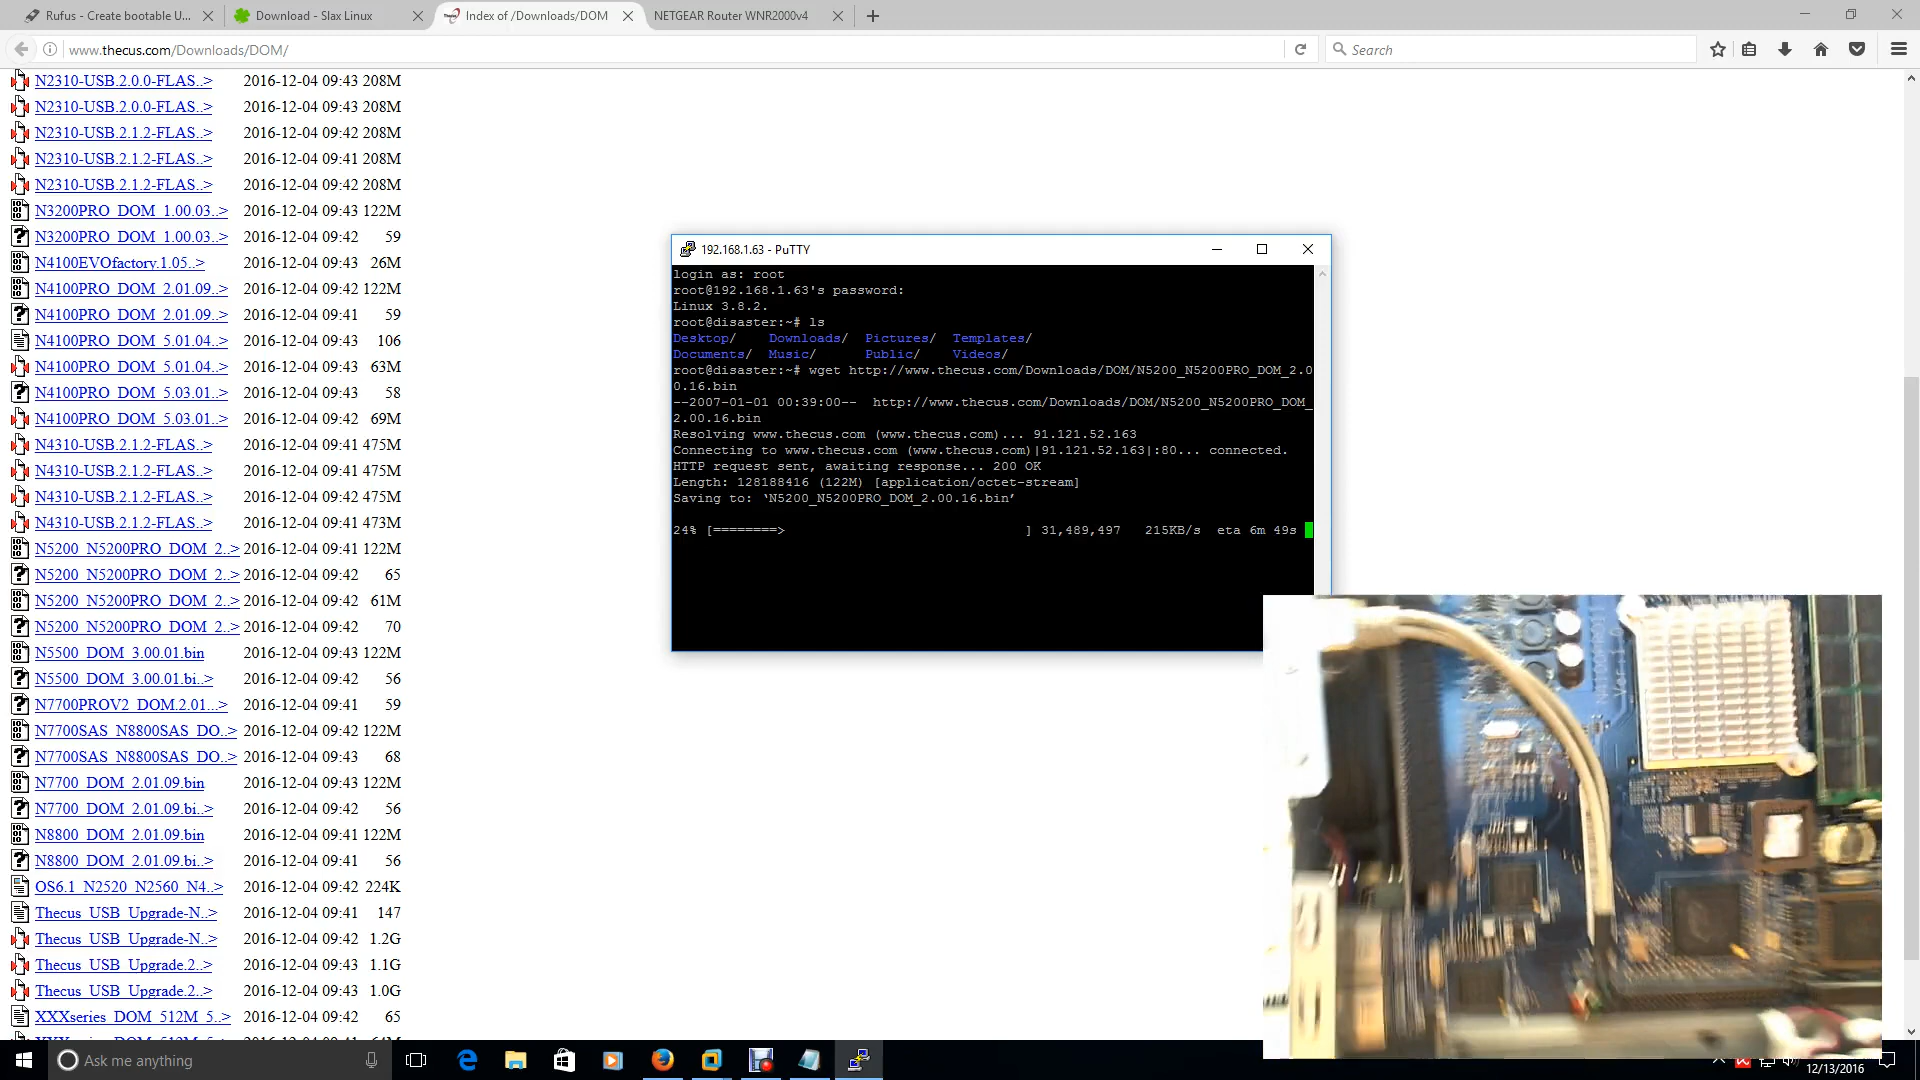 Rufus - Create bootable U...
Download - Slax Linux
Index of /Downloads/DOM
NETGEAR Router WNR2000v4
www.thecus.com/Downloads/DOM/
Search
N2310-USB.2.0.0-FLAS..> 2016-12-04 09:43 208M
N2310-USB.2.0.0-FLAS..> 2016-12-04 09:43 208M
N2310-USB.2.1.2-FLAS..> 2016-12-04 09:42 208M
N2310-USB.2.1.2-FLAS..> 2016-12-04 09:41 208M
N2310-USB.2.1.2-FLAS..> 2016-12-04 09:42 208M
N3200PRO_DOM_1.00.03..> 2016-12-04 09:43 122M
N3200PRO_DOM_1.00.03..> 2016-12-04 09:42 59
N4100EVOfactory.1.05..> 2016-12-04 09:43 26M
N4100PRO_DOM_2.01.09..> 2016-12-04 09:42 122M
N4100PRO_DOM_2.01.09..> 2016-12-04 09:41 59
N4100PRO_DOM_5.01.04..> 2016-12-04 09:43 106
N4100PRO_DOM_5.01.04..> 2016-12-04 09:43 63M
N4100PRO_DOM_5.03.01..> 2016-12-04 09:43 58
N4100PRO_DOM_5.03.01..> 2016-12-04 09:42 69M
N4310-USB.2.1.2-FLAS..> 2016-12-04 09:41 475M
N4310-USB.2.1.2-FLAS..> 2016-12-04 09:41 475M
N4310-USB.2.1.2-FLAS..> 2016-12-04 09:42 475M
N4310-USB.2.1.2-FLAS..> 2016-12-04 09:41 473M
N5200_N5200PRO_DOM_2..> 2016-12-04 09:41 122M
N5200_N5200PRO_DOM_2..> 2016-12-04 09:42 65
N5200_N5200PRO_DOM_2..> 2016-12-04 09:42 61M
N5200_N5200PRO_DOM_2..> 2016-12-04 09:42 70
N5500_DOM_3.00.01.bin 2016-12-04 09:43 122M
N5500_DOM_3.00.01.bi..> 2016-12-04 09:42 56
N7700PROV2_DOM.2.01...> 2016-12-04 09:41 59
N7700SAS_N8800SAS_DO..> 2016-12-04 09:42 122M
N7700SAS_N8800SAS_DO..> 2016-12-04 09:43 68
N7700_DOM_2.01.09.bin 2016-12-04 09:43 122M
N7700_DOM_2.01.09.bi..> 2016-12-04 09:42 56
N8800_DOM_2.01.09.bin 2016-12-04 09:41 122M
N8800_DOM_2.01.09.bi..> 2016-12-04 09:41 56
OS6.1_N2520_N2560_N4..> 2016-12-04 09:42 224K
Thecus_USB_Upgrade-N..> 2016-12-04 09:41 147
Thecus_USB_Upgrade-N..> 2016-12-04 09:42 1.2G
Thecus_USB_Upgrade.2..> 2016-12-04 09:43 1.1G
Thecus_USB_Upgrade.2..> 2016-12-04 09:43 1.0G
XXXseries_DOM_512M_5..> 2016-12-04 09:42 65
192.168.1.63 - PuTTY
login as: root
root@192.168.1.63's password:
Linux 3.8.2.
root@disaster:~# ls
Desktop/ Downloads/ Pictures/ Templates/
Documents/ Music/ Public/ Videos/
root@disaster:~# wget http://www.thecus.com/Downloads/DOM/N5200_N5200PRO_DOM_2.0
0.16.bin
--2007-01-01 00:39:00-- http://www.thecus.com/Downloads/DOM/N5200_N5200PRO_DOM_
2.00.16.bin
Resolving www.thecus.com (www.thecus.com)... 91.121.52.163
Connecting to www.thecus.com (www.thecus.com)|91.121.52.163|:80... connected.
HTTP request sent, awaiting response... 200 OK
Length: 128188416 (122M) [application/octet-stream]
Saving to: ‘N5200_N5200PRO_DOM_2.00.16.bin’
24% [========> ] 31,489,497 215KB/s eta 6m 49s
Ask me anything
12/13/2016